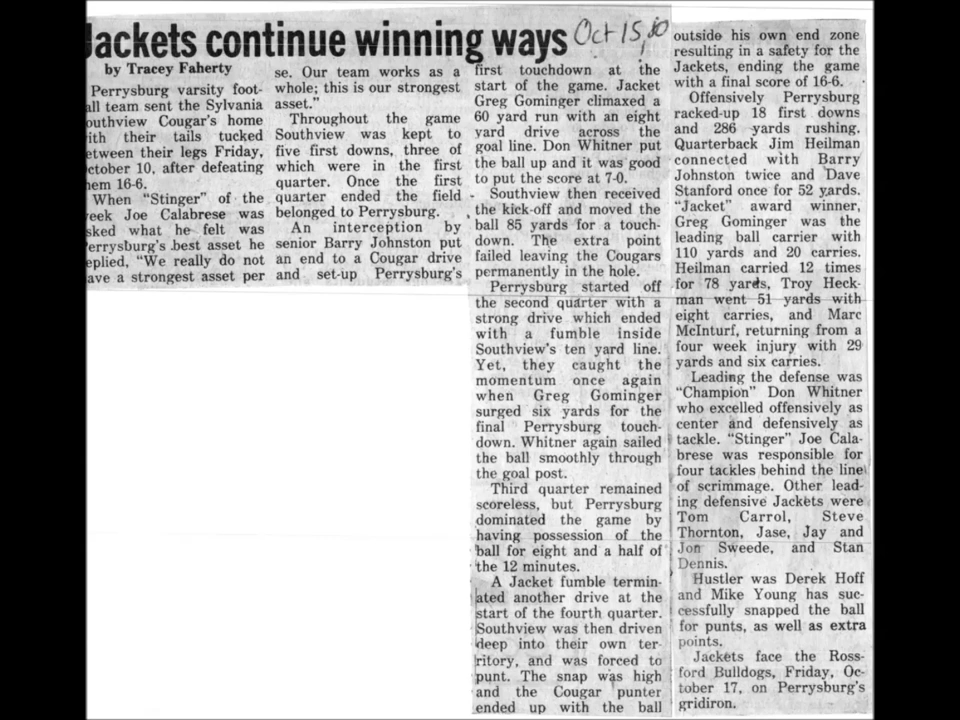 Jackets continue winning ways Oct 15, 80
by Tracey Faherty
Perrysburg varsity foot-
all team sent the Sylvania
outhview Cougar's home
ith their tails tucked
etween their legs Friday,
ctober 10, after defeating
em 16-6.
When "Stinger" of the
eek Joe Calabrese was
sked what he felt was
errysburg's best asset he
eplied, "We really do not
ave a strongest asset per
se. Our team works as a
whole; this is our strongest
asset."
Throughout the game
Southview was kept to
five first downs, three of
which were in the first
quarter. Once the first
quarter ended the field
belonged to Perrysburg.
An interception by
senior Barry Johnston put
an end to a Cougar drive
and set-up Perrysburg's
first touchdown at the
start of the game. Jacket
Greg Gominger climaxed a
60 yard run with an eight
yard drive across the
goal line. Don Whitner put
the ball up and it was good
to put the score at 7-0.
Southview then received
the kick-off and moved the
ball 85 yards for a touch-
down. The extra point
failed leaving the Cougars
permanently in the hole.
Perrysburg started off
the second quarter with a
strong drive which ended
with a fumble inside
Southview's ten yard line.
Yet, they caught the
momentum once again
when Greg Gominger
surged six yards for the
final Perrysburg touch-
down. Whitner again sailed
the ball smoothly through
the goal post.
Third quarter remained
scoreless, but Perrysburg
dominated the game by
having possession of the
ball for eight and a half of
the 12 minutes.
A Jacket fumble termin-
ated another drive at the
start of the fourth quarter.
Southview was then driven
deep into their own ter-
ritory, and was forced to
punt. The snap was high
and the Cougar punter
ended up with the ball
outside his own end zone
resulting in a safety for the
Jackets, ending the game
with a final score of 16-6.
Offensively Perrysburg
racked-up 18 first downs
and 286 yards rushing.
Quarterback Jim Heilman
connected with Barry
Johnston twice and Dave
Stanford once for 52 yards.
"Jacket" award winner,
Greg Gominger was the
leading ball carrier with
110 yards and 20 carries.
Heilman carried 12 times
for 78 yards, Troy Heck-
man went 51 yards with
eight carries, and Marc
McInturf, returning from a
four week injury with 29
yards and six carries.
Leading the defense was
"Champion" Don Whitner
who excelled offensively as
center and defensively as
tackle. "Stinger" Joe Cala-
brese was responsible for
four tackles behind the line
of scrimmage. Other lead-
ing defensive Jackets were
Tom Carrol, Steve
Thornton, Jase, Jay and
Jon Sweede, and Stan
Dennis.
Hustler was Derek Hoff
and Mike Young has suc-
cessfully snapped the ball
for punts, as well as extra
points.
Jackets face the Ross-
ford Bulldogs, Friday, Oc-
tober 17, on Perrysburg's
gridiron.